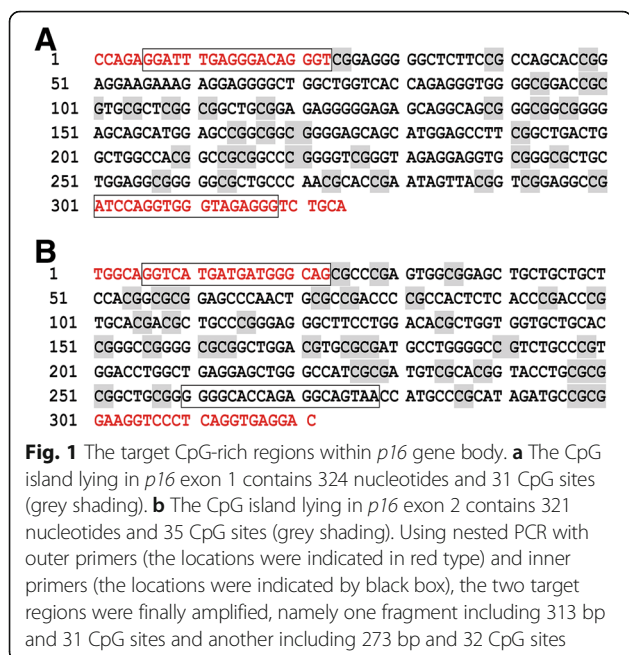 A
1 CCAGAGGATT TGAGGGACAG GGTCGGAGGG GGCTCTTCCG CCAGCACCGG
51 AGGAAGAAAG AGGAGGGGCT GGCTGGTCAC CAGAGGGTGG GGCGGACCGC
101 GTGCGCTCGG CGGCTGCGGA GAGGGGGAGA GCAGGCAGCG GGCGGCGGGG
151 AGCAGCATGG AGCCGGCGGC GGGGAGCAGC ATGGAGCCTT CGGCTGACTG
201 GCTGGCCACG GCCGCGGCCC GGGGTCGGGT AGAGGAGGTG CGGGCGCTGC
251 TGGAGGCGGG GGCGCTGCCC AACGCACCGA ATAGTTACGG TCGGAGGCCG
301 ATCCAGGTGG GTAGAGGGTC TGCA
B
1 TGGCAGGTCA TGATGATGGG CAGCGCCCGA GTGGCGGAGC TGCTGCTGCT
51 CCACGGCGCG GAGCCCAACT GCGCCGACCC CGCCACTCTC ACCCGACCCG
101 TGCACGACGC TGCCCGGGAG GGCTTCCTGG ACACGCTGGT GGTGCTGCAC
151 CGGGCCGGGG CGCGGCTGGA CGTGCGCGAT GCCTGGGGCC GTCTGCCCGT
201 GGACCTGGCT GAGGAGCTGG GCCATCGCGA TGTCGCACGG TACCTGCGCG
251 CGGCTGCGGG GGGCACCAGA GGCAGTAACC ATGCCCGCAT AGATGCCGCG
301 GAAGGTCCCT CAGGTGAGGA C
Fig. 1 The target CpG-rich regions within p16 gene body. a The CpG
island lying in p16 exon 1 contains 324 nucleotides and 31 CpG sites
(grey shading). b The CpG island lying in p16 exon 2 contains 321
nucleotides and 35 CpG sites (grey shading). Using nested PCR with
outer primers (the locations were indicated in red type) and inner
primers (the locations were indicated by black box), the two target
regions were finally amplified, namely one fragment including 313 bp
and 31 CpG sites and another including 273 bp and 32 CpG sites